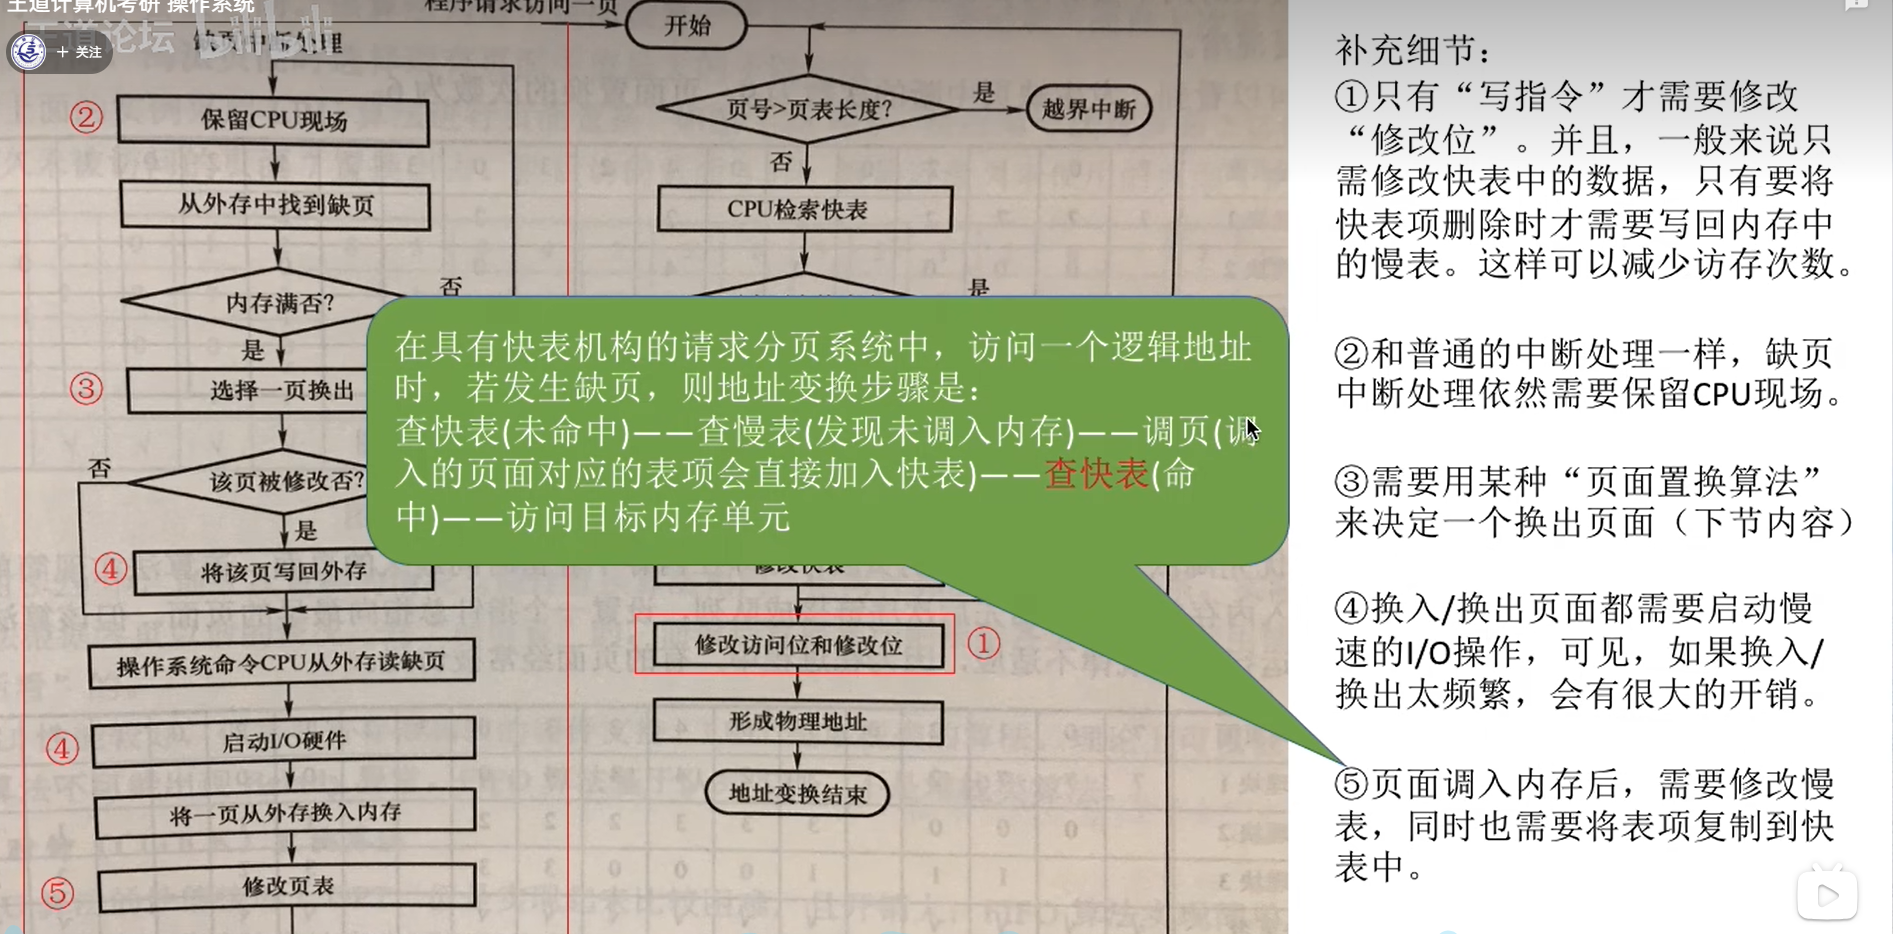 王道计算机考研 操作系统
王道论坛
bilibili
+ 关注
程序请求访问一页
缺页中断处理
②
保留CPU现场
从外存中找到缺页
内存满否?
否
是
③
选择一页换出
否
该页被修改否?
是
④
将该页写回外存
操作系统命令CPU从外存读缺页
④
启动I/O硬件
将一页从外存换入内存
⑤
修改页表
开始
页号>页表长度?
是
越界中断
否
CPU检索快表
是
修改快表
修改访问位和修改位
①
形成物理地址
地址变换结束
在具有快表机构的请求分页系统中，访问一个逻辑地址
时，若发生缺页，则地址变换步骤是：
查快表(未命中)——查慢表(发现未调入内存)——调页(调
入的页面对应的表项会直接加入快表)——查快表(命
中)——访问目标内存单元
补充细节：
①只有“写指令”才需要修改
“修改位”。并且，一般来说只
需修改快表中的数据，只有要将
快表项删除时才需要写回内存中
的慢表。这样可以减少访存次数。
②和普通的中断处理一样，缺页
中断处理依然需要保留CPU现场。
③需要用某种“页面置换算法”
来决定一个换出页面（下节内容）
④换入/换出页面都需要启动慢
速的I/O操作，可见，如果换入/
换出太频繁，会有很大的开销。
⑤页面调入内存后，需要修改慢
表，同时也需要将表项复制到快
表中。